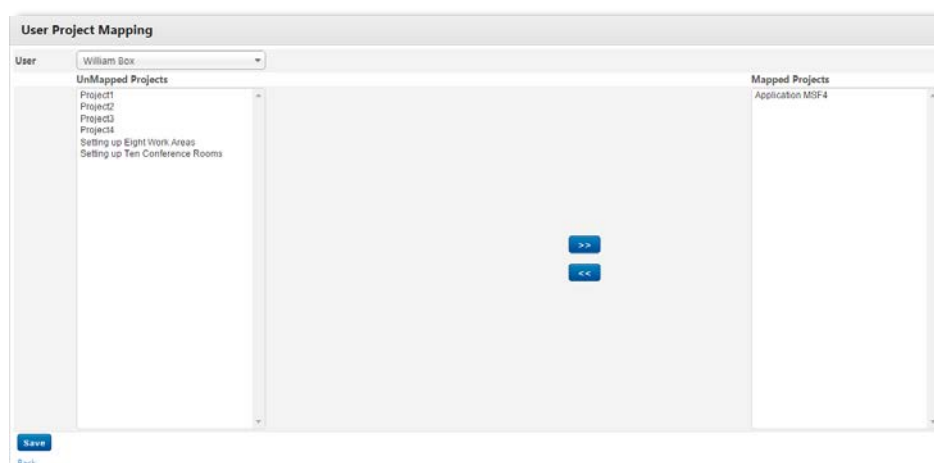 User Project Mapping
User William Box
UnMapped Projects Mapped Projects
Project1 Application MSF4
Project2
Project3
Project4
Setting up Eight Work Areas
Setting up Ten Conference Rooms
>>
<<
Save
Back